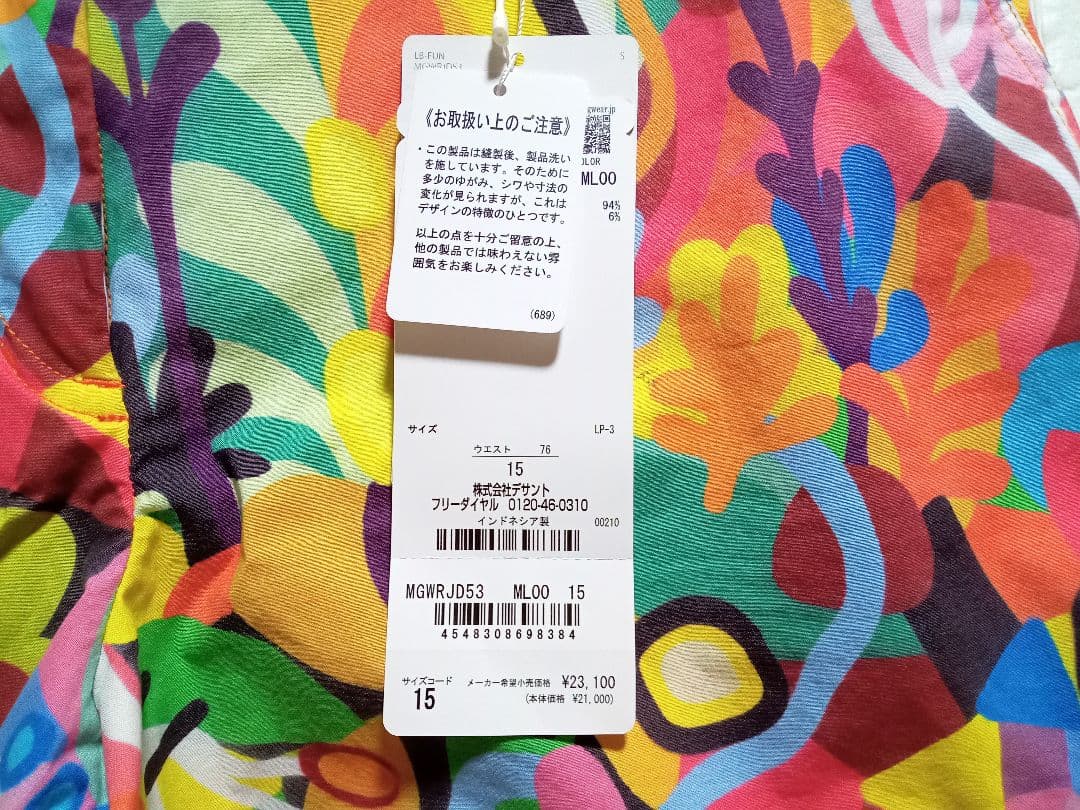 LB-FUN
S
MGWRJD53
《お取扱い上のご注意》
・この製品は縫製後、製品洗い
を施しています。そのために
多少のゆがみ、シワや寸法の
変化が見られますが、これは
デザインの特徴のひとつです。
以上の点を十分ご留意の上、
他の製品では味わえない雰
囲気をお楽しみください。
(689)
gwear.jp
OLOR
ML00
94%
6%
サイズ LP-3
ウエスト 76
15
株式会社デサント
フリーダイヤル 0120-46-0310
インドネシア製 00210
MGWRJD53 ML00 15
4548308698384
サイズコード メーカー希望小売価格 ¥23,100
15 (本体価格 ¥21,000)